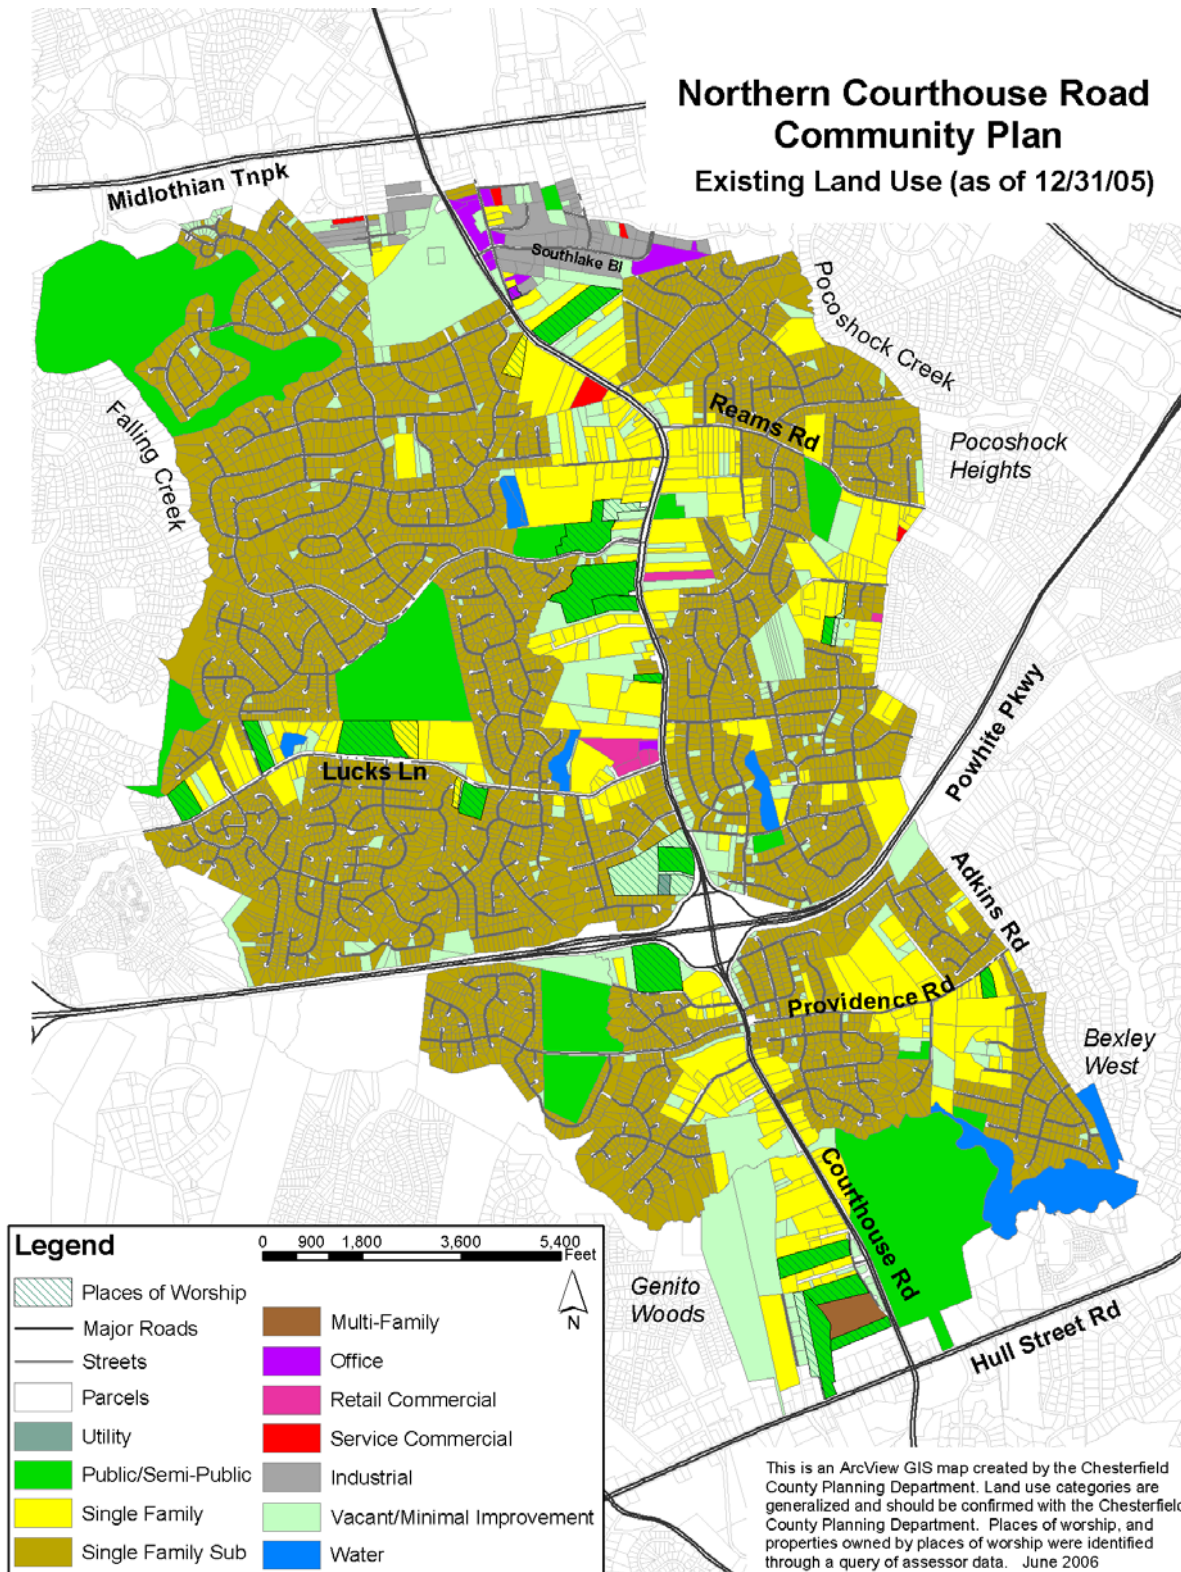 Northern Courthouse Road
Community Plan
Existing Land Use (as of 12/31/05)
Midlothian Tnpk
Southlake Bl
Pocoshock Creek
Reams Rd
Falling Creek
Pocoshock
Heights
Powhite Pkwy
Lucks Ln
Adkins Rd
Providence Rd
Bexley
West
Courthouse Rd
Genito
Woods
Hull Street Rd
Legend
0 900 1,800 3,600 5,400
Feet
N
Places of Worship
Major Roads
Streets
Parcels
Utility
Public/Semi-Public
Single Family
Single Family Sub
Multi-Family
Office
Retail Commercial
Service Commercial
Industrial
Vacant/Minimal Improvement
Water
This is an ArcView GIS map created by the Chesterfield
County Planning Department. Land use categories are
generalized and should be confirmed with the Chesterfield
County Planning Department. Places of worship, and
properties owned by places of worship were identified
through a query of assessor data. June 2006